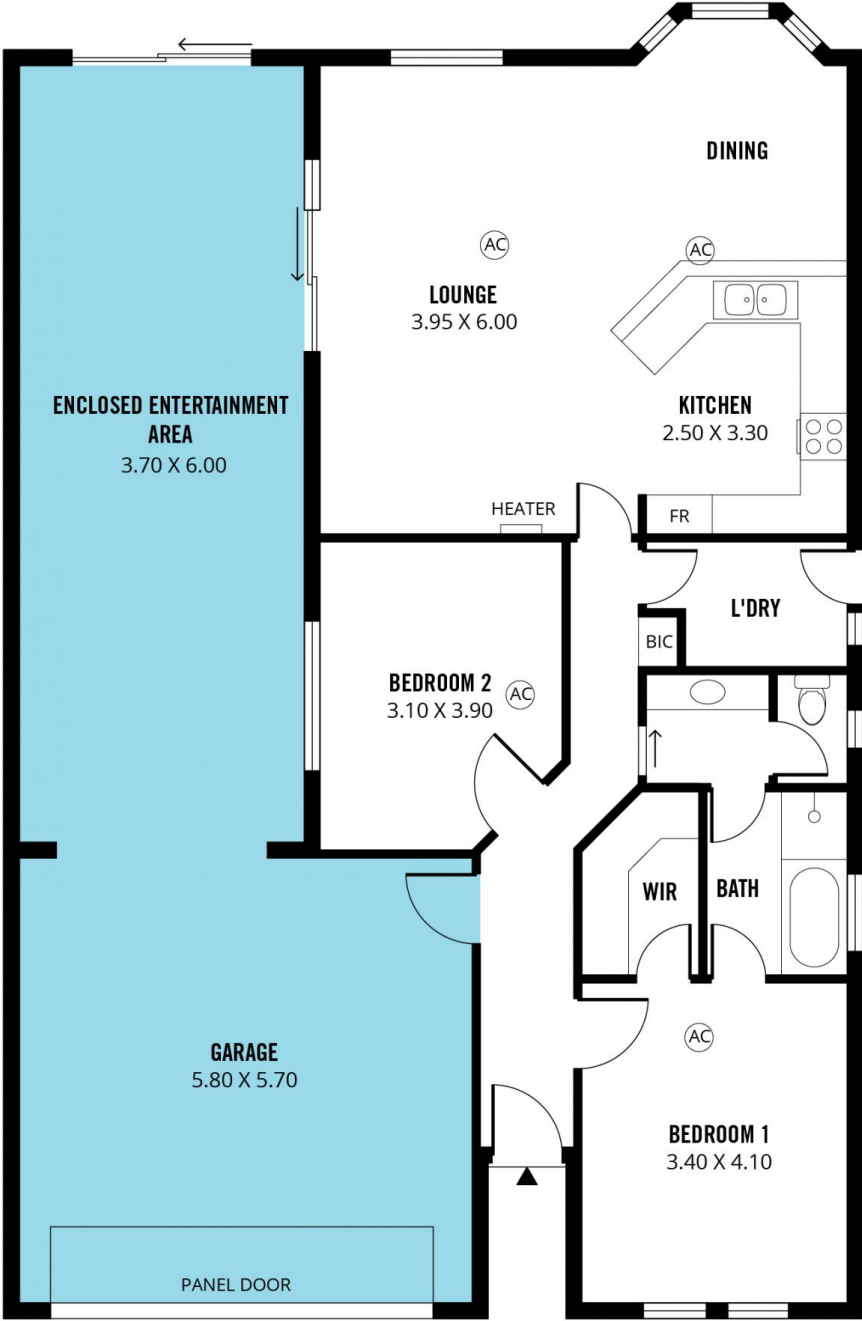 DINING
AC
AC
LOUNGE
3.95 X 6.00
ENCLOSED ENTERTAINMENT
AREA
3.70 X 6.00
KITCHEN
2.50 X 3.30
HEATER
FR
L'DRY
BIC
BEDROOM 2
3.10 X 3.90
AC
WIR
BATH
GARAGE
5.80 X 5.70
AC
BEDROOM 1
3.40 X 4.10
PANEL DOOR